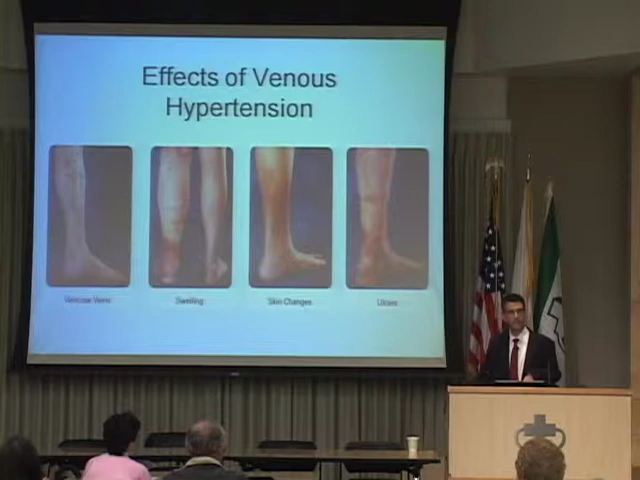 Effects of Venous
Hypertension
Varicose Veins
Swelling
Skin Changes
Ulcers